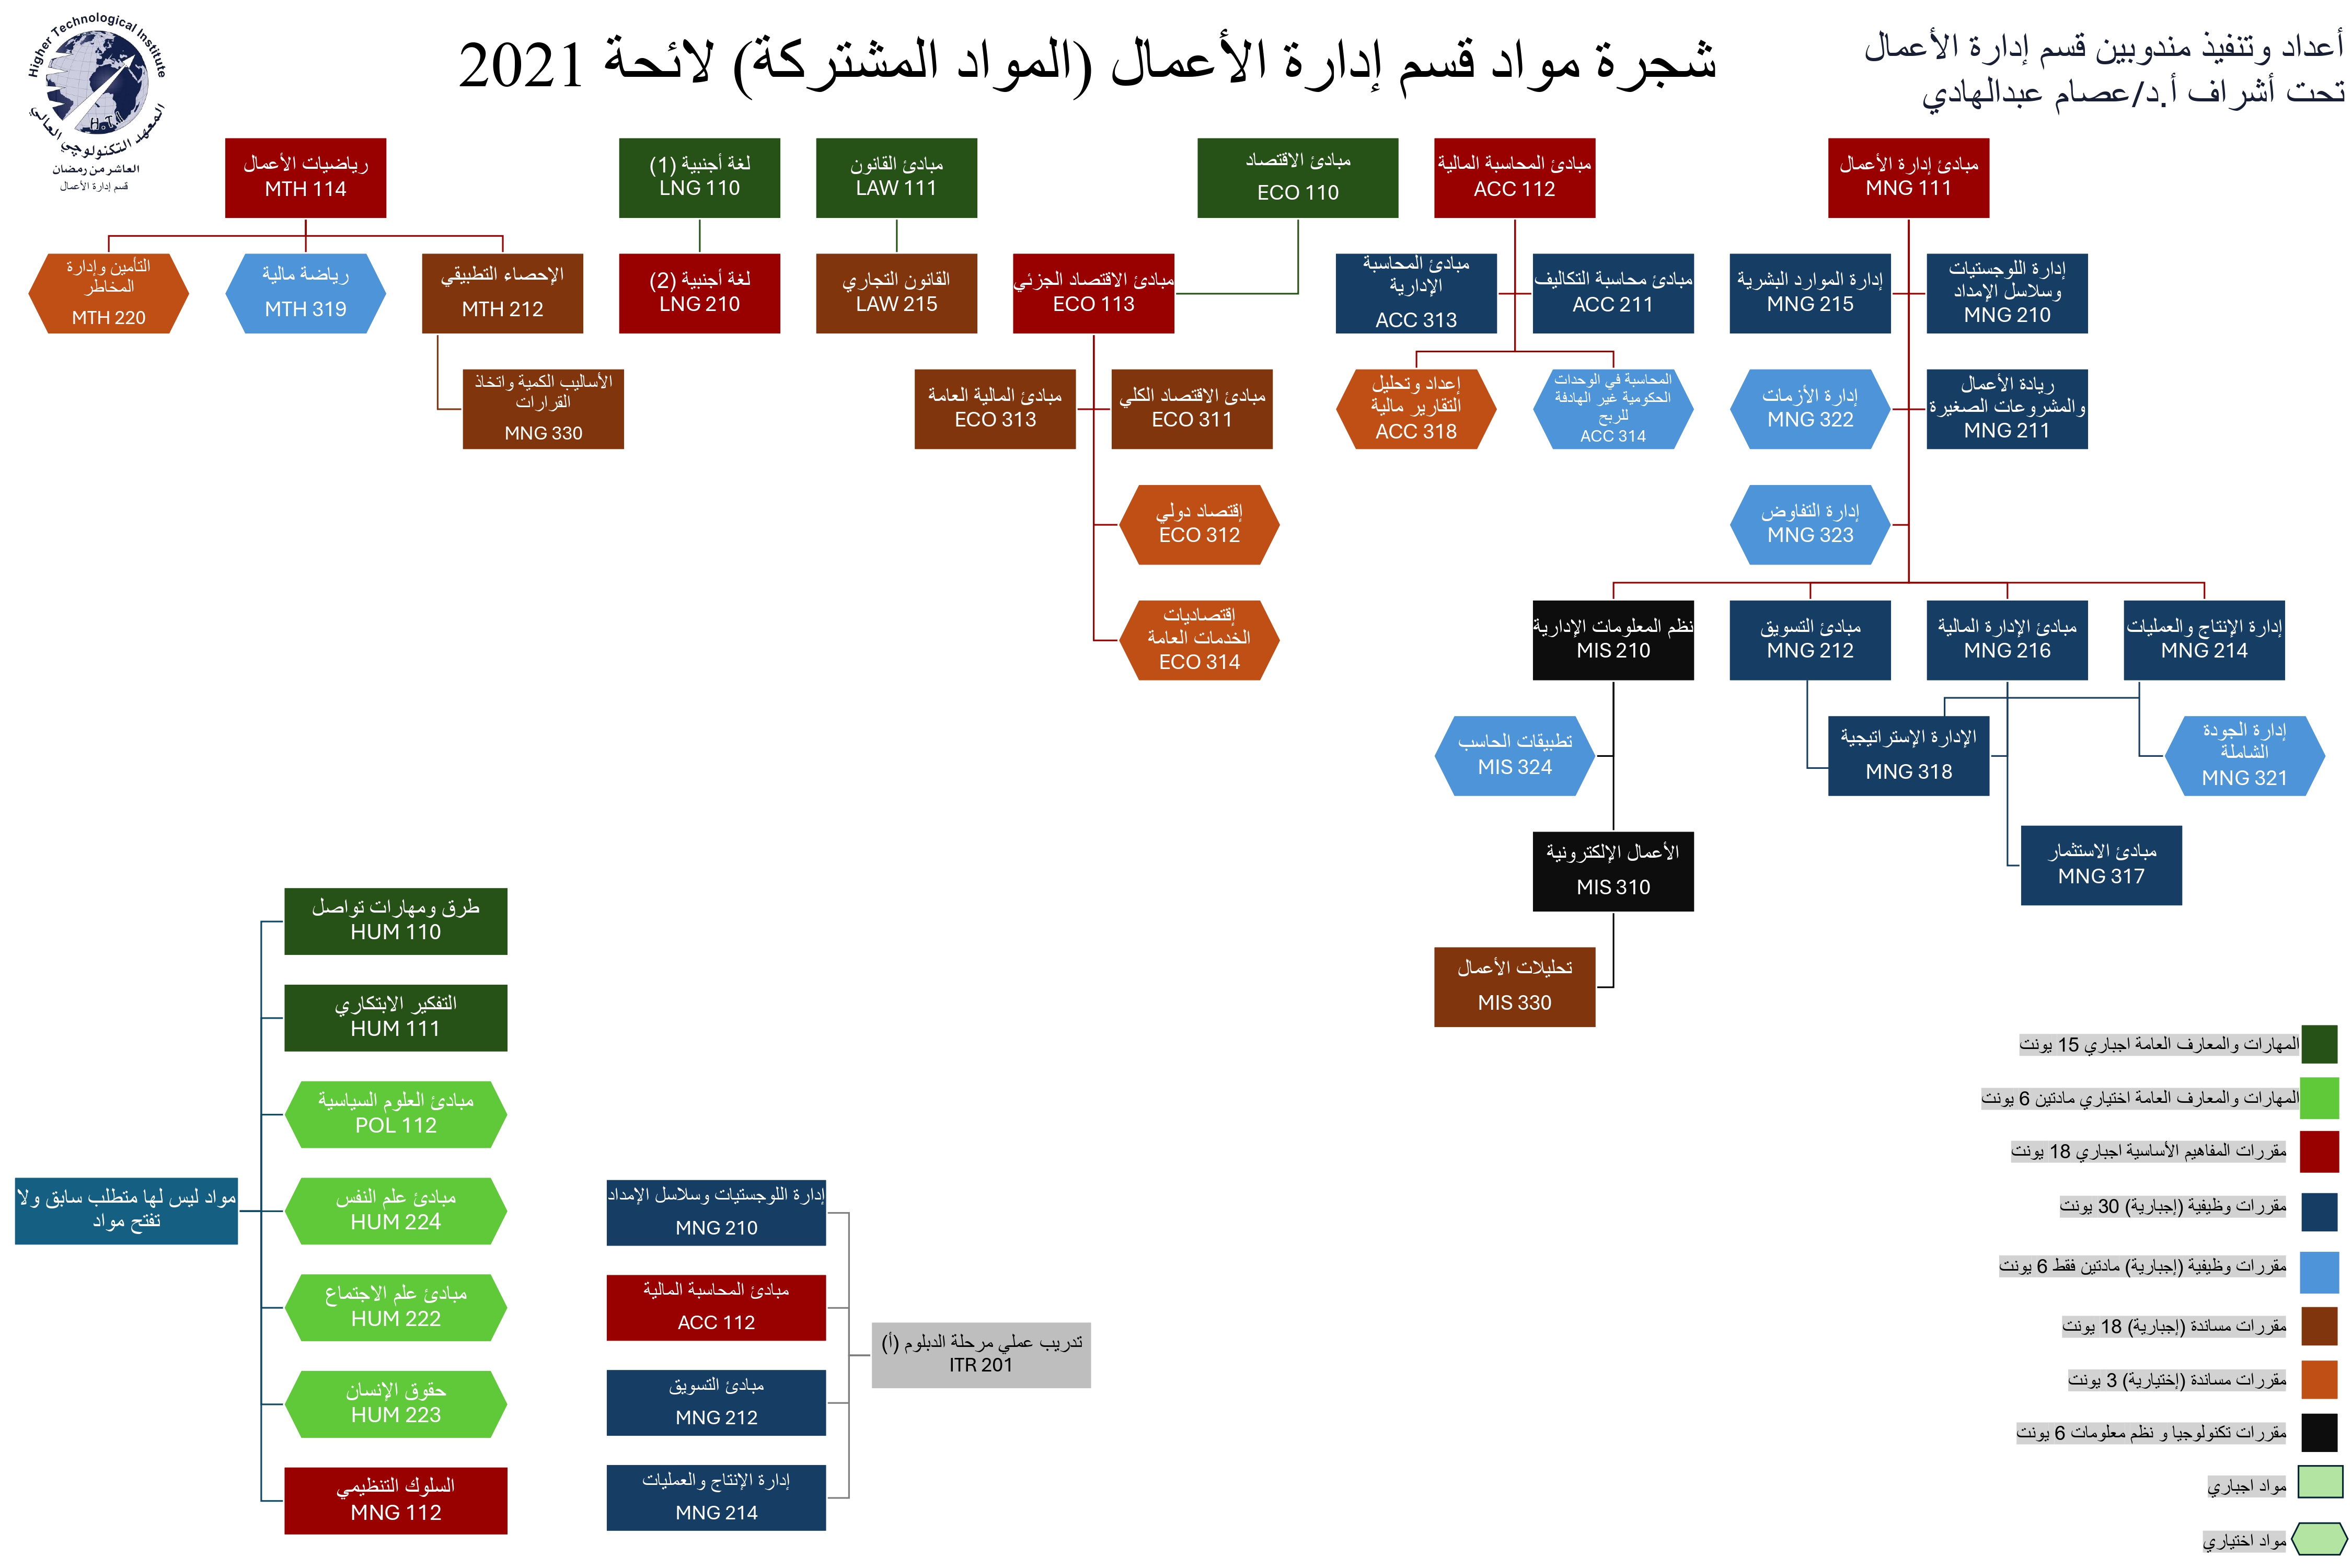 Higher Technological Institute
H.T.I
المعهد التكنولوجي العالي
العاشر من رمضان
قسم إدارة الأعمال
شجرة مواد قسم إدارة الأعمال (المواد المشتركة) لائحة 2021
أعداد وتنفيذ مندوبين قسم إدارة الأعمال
تحت أشراف أ.د/عصام عبدالهادي
مبادئ إدارة الأعمال
MNG 111
مبادئ المحاسبة المالية
ACC 112
مبادئ الاقتصاد
ECO 110
مبادئ القانون
LAW 111
لغة أجنبية (1)
LNG 110
رياضيات الأعمال
MTH 114
إدارة اللوجستيات
وسلاسل الإمداد
MNG 210
إدارة الموارد البشرية
MNG 215
مبادئ محاسبة التكاليف
ACC 211
مبادئ المحاسبة
الإدارية
ACC 313
مبادئ الاقتصاد الجزئي
ECO 113
القانون التجاري
LAW 215
لغة أجنبية (2)
LNG 210
الإحصاء التطبيقي
MTH 212
رياضة مالية
MTH 319
التأمين وإدارة
المخاطر
MTH 220
ريادة الأعمال
والمشروعات الصغيرة
MNG 211
إدارة الأزمات
MNG 322
المحاسبة في الوحدات
الحكومية غير الهادفة
للربح
ACC 314
إعداد وتحليل
التقارير مالية
ACC 318
مبادئ الاقتصاد الكلي
ECO 311
مبادئ المالية العامة
ECO 313
الأساليب الكمية واتخاذ
القرارات
MNG 330
إدارة التفاوض
MNG 323
إقتصاد دولي
ECO 312
إدارة الإنتاج والعمليات
MNG 214
مبادئ الإدارة المالية
MNG 216
مبادئ التسويق
MNG 212
نظم المعلومات الإدارية
MIS 210
إقتصاديات
الخدمات العامة
ECO 314
إدارة الجودة
الشاملة
MNG 321
الإدارة الإستراتيجية
MNG 318
تطبيقات الحاسب
MIS 324
مبادئ الاستثمار
MNG 317
الأعمال الإلكترونية
MIS 310
تحليلات الأعمال
MIS 330
مواد ليس لها متطلب سابق ولا
تفتح مواد
طرق ومهارات تواصل
HUM 110
التفكير الابتكاري
HUM 111
مبادئ العلوم السياسية
POL 112
مبادئ علم النفس
HUM 224
مبادئ علم الاجتماع
HUM 222
حقوق الإنسان
HUM 223
السلوك التنظيمي
MNG 112
إدارة اللوجستيات وسلاسل الإمداد
MNG 210
مبادئ المحاسبة المالية
ACC 112
مبادئ التسويق
MNG 212
إدارة الإنتاج والعمليات
MNG 214
تدريب عملي مرحلة الدبلوم (أ)
ITR 201
المهارات والمعارف العامة اجباري 15 يونت
المهارات والمعارف العامة اختياري مادتين 6 يونت
مقررات المفاهيم الأساسية اجباري 18 يونت
مقررات وظيفية (إجبارية) 30 يونت
مقررات وظيفية (إجبارية) مادتين فقط 6 يونت
مقررات مساندة (إجبارية) 18 يونت
مقررات مساندة (إختيارية) 3 يونت
مقررات تكنولوجيا و نظم معلومات 6 يونت
مواد اجباري
مواد اختياري